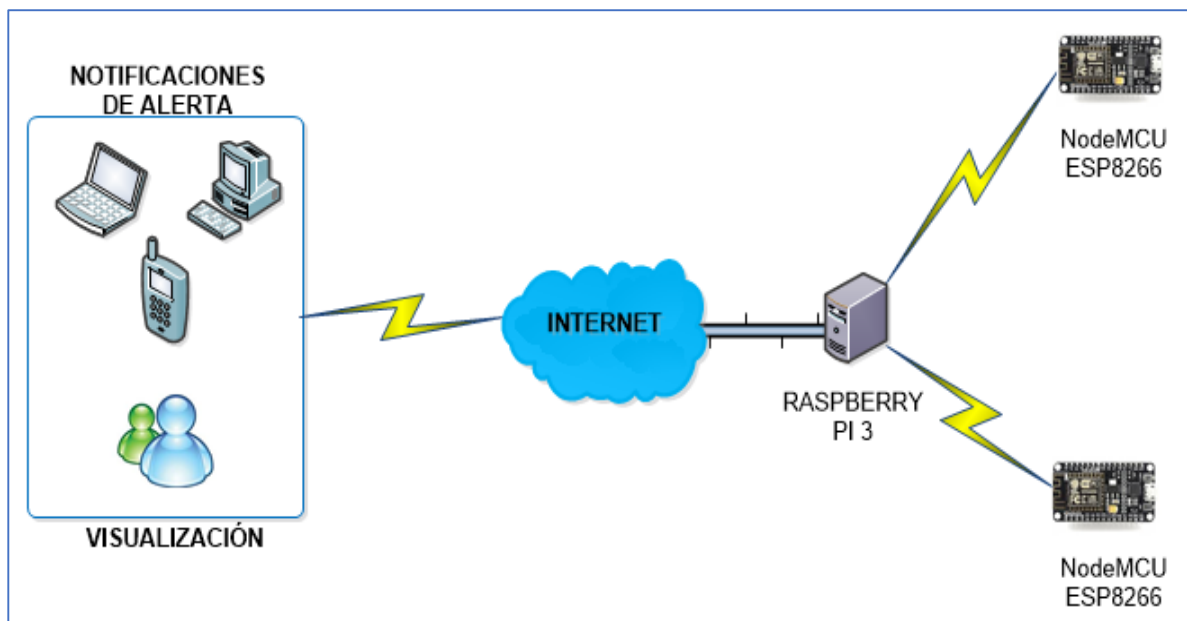 NOTIFICACIONES
DE ALERTA
VISUALIZACIÓN
INTERNET
RASPBERRY
PI 3
NodeMCU
ESP8266
NodeMCU
ESP8266